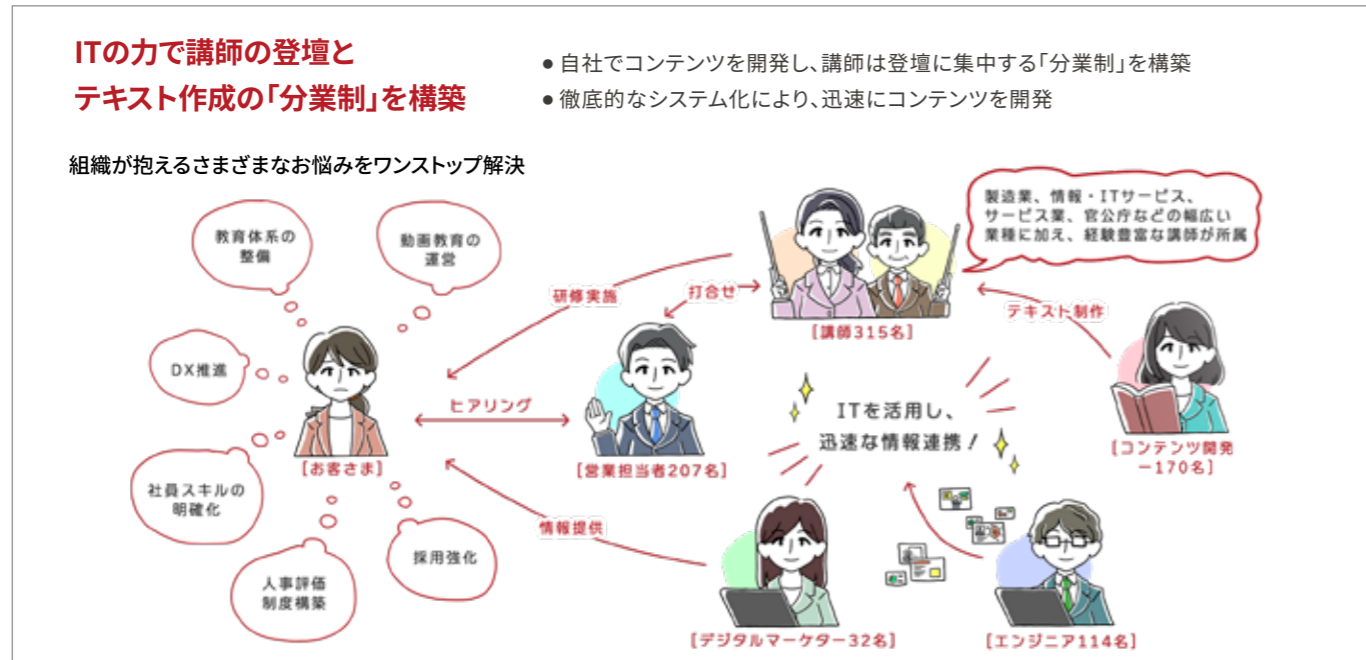 ITの力で講師の登壇と
テキスト作成の「分業制」を構築
● 自社でコンテンツを開発し、講師は登壇に集中する「分業制」を構築
● 徹底的なシステム化により、迅速にコンテンツを開発
組織が抱えるさまざまなお悩みをワンストップ解決
教育体系の
整備
動画教育の
運営
DX推進
社員スキルの
明確化
人事評価
制度構築
採用強化
[お客さま]
研修実施
打合せ
ヒアリング
情報提供
[営業担当者207名]
[講師315名]
製造業、情報・ITサービス、
サービス業、官公庁などの幅広い
業種に加え、経験豊富な講師が所属
テキスト制作
[コンテンツ開発
ー170名]
ITを活用し、
迅速な情報連携！
[デジタルマーケター32名]
[エンジニア114名]